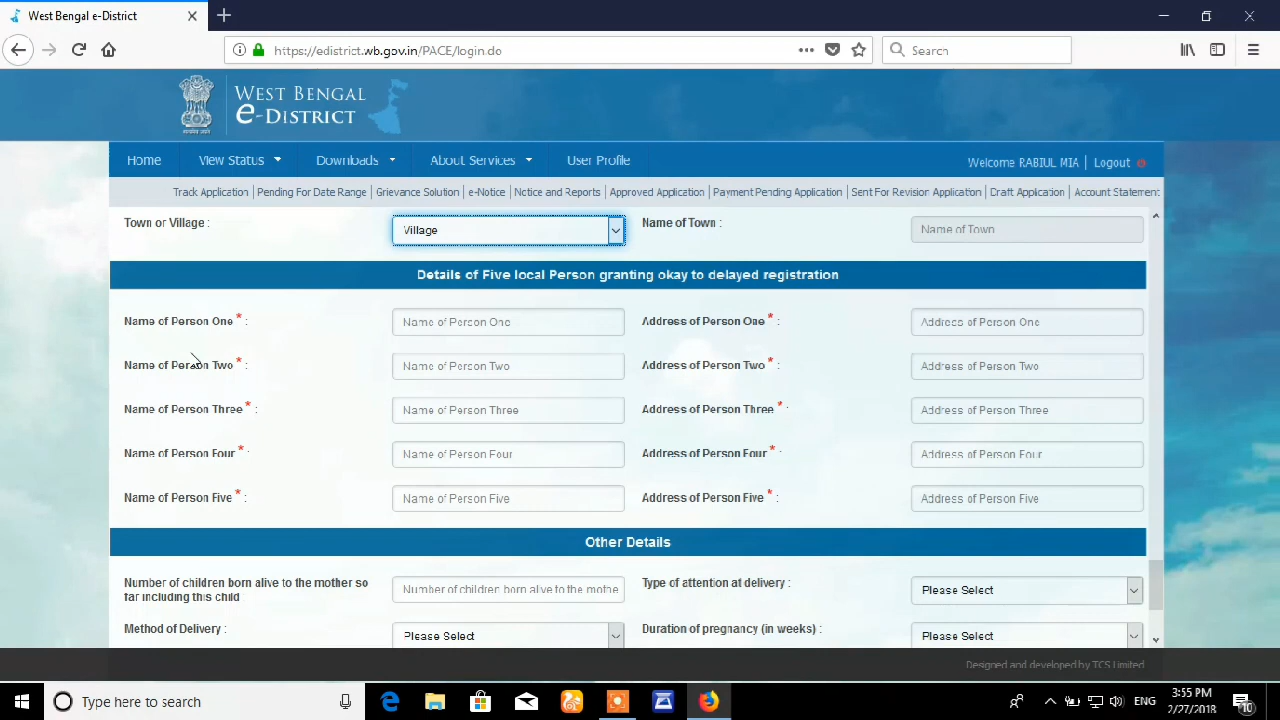 West Bengal e-District
https://edistrict.wb.gov.in/PACE/login.do
Search
WEST BENGAL
e-DISTRICT
Home View Status Downloads About Services User Profile Welcome RABIUL MIA | Logout
Track Application | Pending For Date Range | Grievance Solution | e-Notice | Notice and Reports | Approved Application | Payment Pending Application | Sent For Revision Application | Draft Application | Account Statement
Town or Village : Village Name of Town : Name of Town
Details of Five local Person granting okay to delayed registration
Name of Person One * : Name of Person One Address of Person One * : Address of Person One
Name of Person Two * : Name of Person Two Address of Person Two * : Address of Person Two
Name of Person Three * : Name of Person Three Address of Person Three * : Address of Person Three
Name of Person Four * : Name of Person Four Address of Person Four * : Address of Person Four
Name of Person Five * : Name of Person Five Address of Person Five * : Address of Person Five
Other Details
Number of children born alive to the mother so far including this child Number of children born alive to the mothe Type of attention at delivery : Please Select
Method of Delivery : Please Select Duration of pregnancy (in weeks) : Please Select
Designed and developed by TCS Limited
Type here to search ENG 3:55 PM
2/27/2018 10